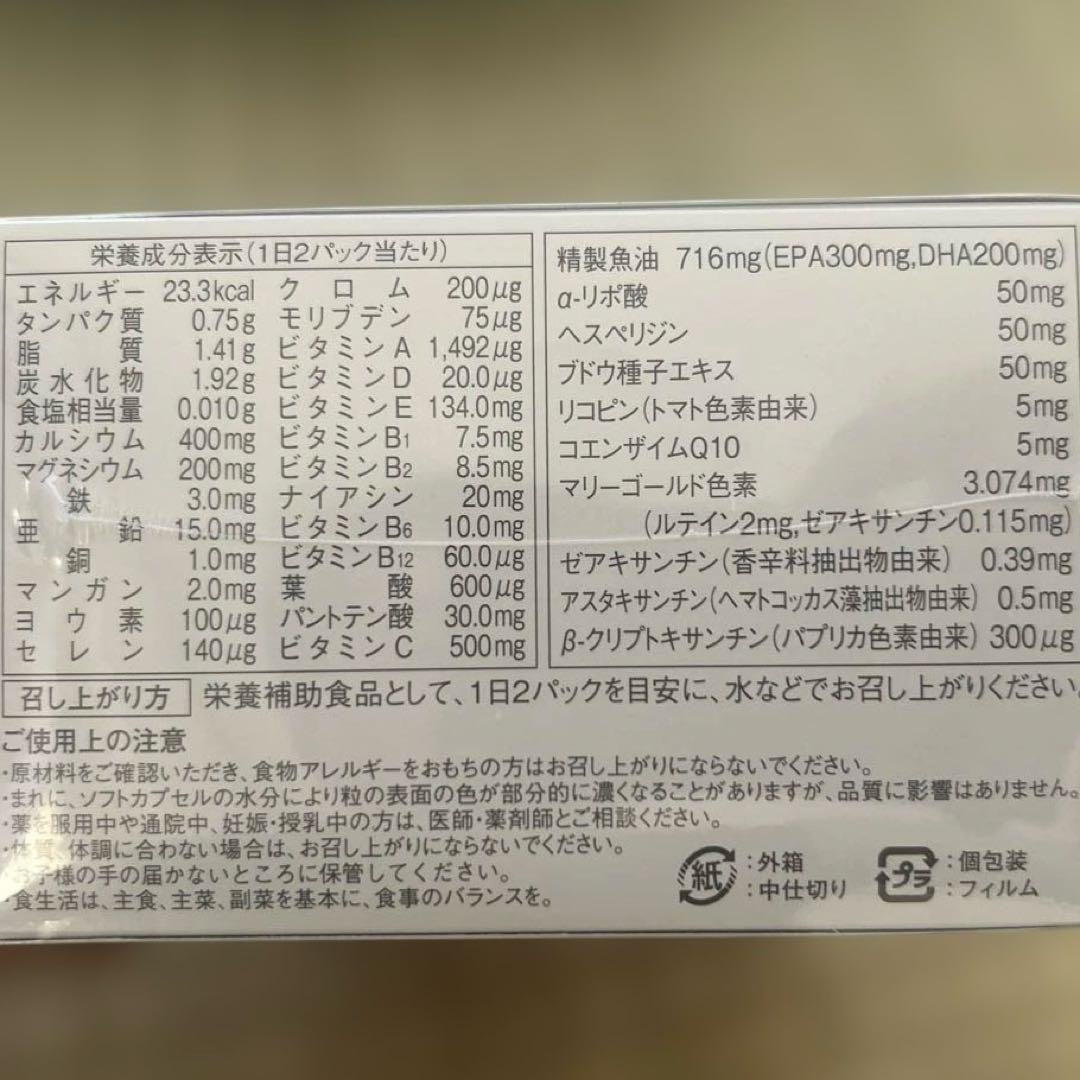 栄養成分表示(1日2パック当たり)
エネルギー 23.3kcal
タンパク質 0.75g
脂質 1.41g
炭水化物 1.92g
食塩相当量 0.010g
カルシウム 400mg
マグネシウム 200mg
鉄 3.0mg
亜鉛 15.0mg
銅 1.0mg
マンガン 2.0mg
ヨウ素 100μg
セレン 140μg
クロム 200μg
モリブデン 75μg
ビタミンA 1,492μg
ビタミンD 20.0μg
ビタミンE 134.0mg
ビタミンB1 7.5mg
ビタミンB2 8.5mg
ナイアシン 20mg
ビタミンB6 10.0mg
ビタミンB12 60.0μg
葉酸 600μg
パントテン酸 30.0mg
ビタミンC 500mg
精製魚油 716mg(EPA300mg,DHA200mg)
α-リポ酸 50mg
ヘスペリジン 50mg
ブドウ種子エキス 50mg
リコピン(トマト色素由来) 5mg
コエンザイムQ10 5mg
マリーゴールド色素 3.074mg
(ルテイン2mg,ゼアキサンチン0.115mg)
ゼアキサンチン(香辛料抽出物由来) 0.39mg
アスタキサンチン(ヘマトコッカス藻抽出物由来) 0.5mg
β-クリプトキサンチン(パプリカ色素由来) 300μg
召し上がり方 栄養補助食品として、1日2パックを目安に、水などでお召し上がりください
ご使用上の注意
・原材料をご確認いただき、食物アレルギーをおもちの方はお召し上がりにならないでください。
・まれに、ソフトカプセルの水分により粒の表面の色が部分的に濃くなることがありますが、品質に影響はありません。
・薬を服用中や通院中、妊娠・授乳中の方は、医師・薬剤師とご相談ください。
・体質、体調に合わない場合は、お召し上がりにならないでください。
お子様の手の届かないところに保管してください。
・食生活は、主食、主菜、副菜を基本に、食事のバランスを。
紙 :外箱
:中仕切り
プラ :個包装
:フィルム